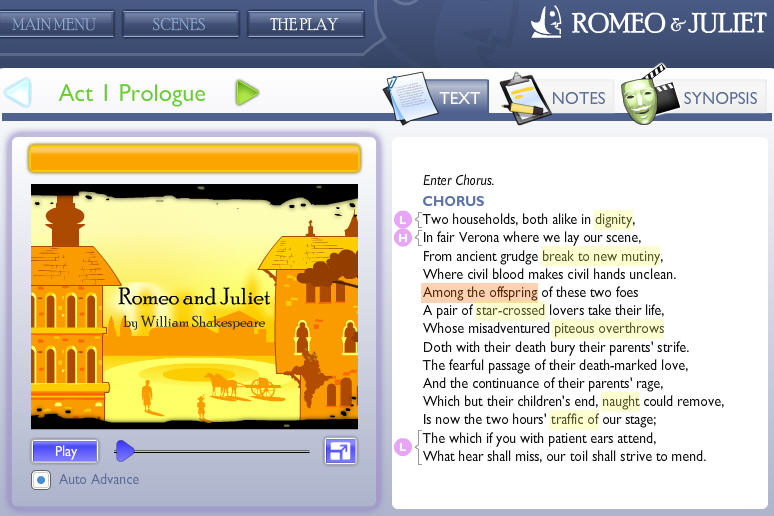 MAIN MENU
SCENES
THE PLAY
ROMEO & JULIET
Act 1 Prologue
TEXT
NOTES
SYNOPSIS
Romeo and Juliet
by William Shakespeare
Play
Auto Advance
Enter Chorus.
CHORUS
L Two households, both alike in dignity,
H In fair Verona where we lay our scene,
From ancient grudge break to new mutiny,
Where civil blood makes civil hands unclean.
Among the offspring of these two foes
A pair of star-crossed lovers take their life,
Whose misadventured piteous overthrows
Doth with their death bury their parents' strife.
The fearful passage of their death-marked love,
And the continuance of their parents' rage,
Which but their children's end, naught could remove,
Is now the two hours' traffic of our stage;
L The which if you with patient ears attend,
What hear shall miss, our toil shall strive to mend.